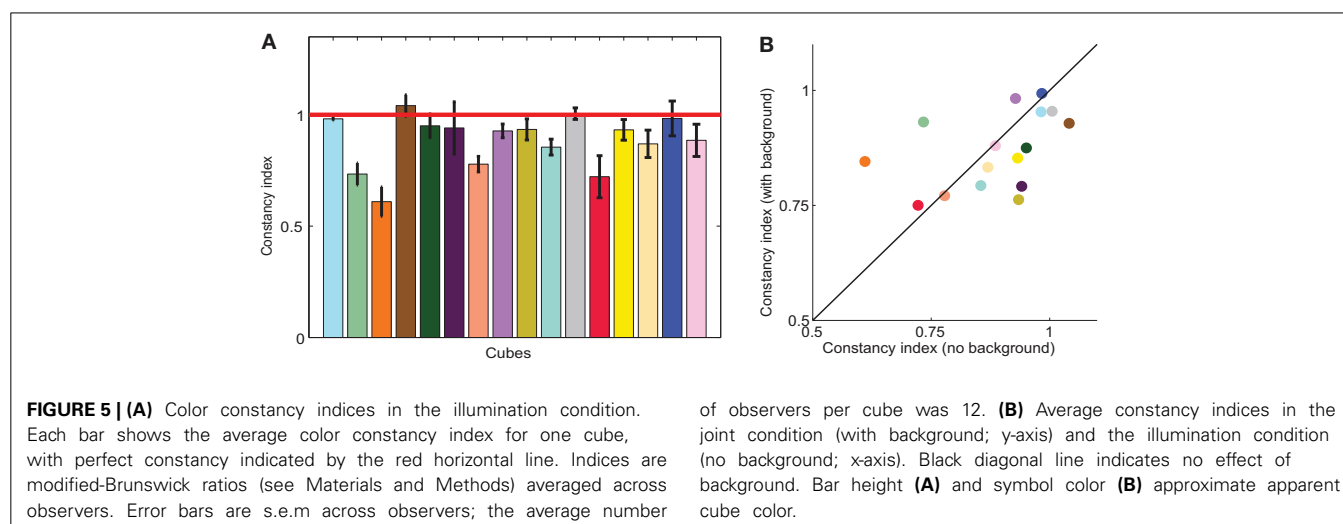 A
Constancy index
1
0.5
0
Cubes
B
Constancy index (with background)
1
0.75
0.5
0.5
0.75
1
Constancy index (no background)
FIGURE 5 | (A) Color constancy indices in the illumination condition.
Each bar shows the average color constancy index for one cube,
with perfect constancy indicated by the red horizontal line. Indices are
modified-Brunswick ratios (see Materials and Methods) averaged across
observers. Error bars are s.e.m across observers; the average number
of observers per cube was 12. (B) Average constancy indices in the
joint condition (with background; y-axis) and the illumination condition
(no background; x-axis). Black diagonal line indicates no effect of
background. Bar height (A) and symbol color (B) approximate apparent
cube color.